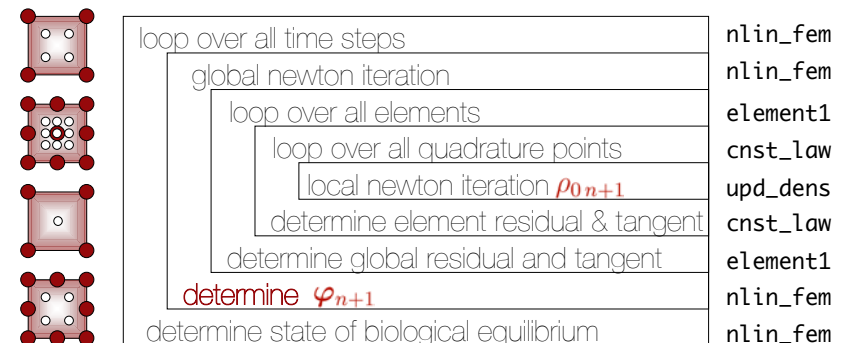 loop over all time steps nlin_fem
global newton iteration nlin_fem
loop over all elements element1
loop over all quadrature points cnst_law
local newton iteration ρ₀ₙ₊₁ upd_dens
determine element residual & tangent cnst_law
determine global residual and tangent element1
determine φₙ₊₁ nlin_fem
determine state of biological equilibrium nlin_fem